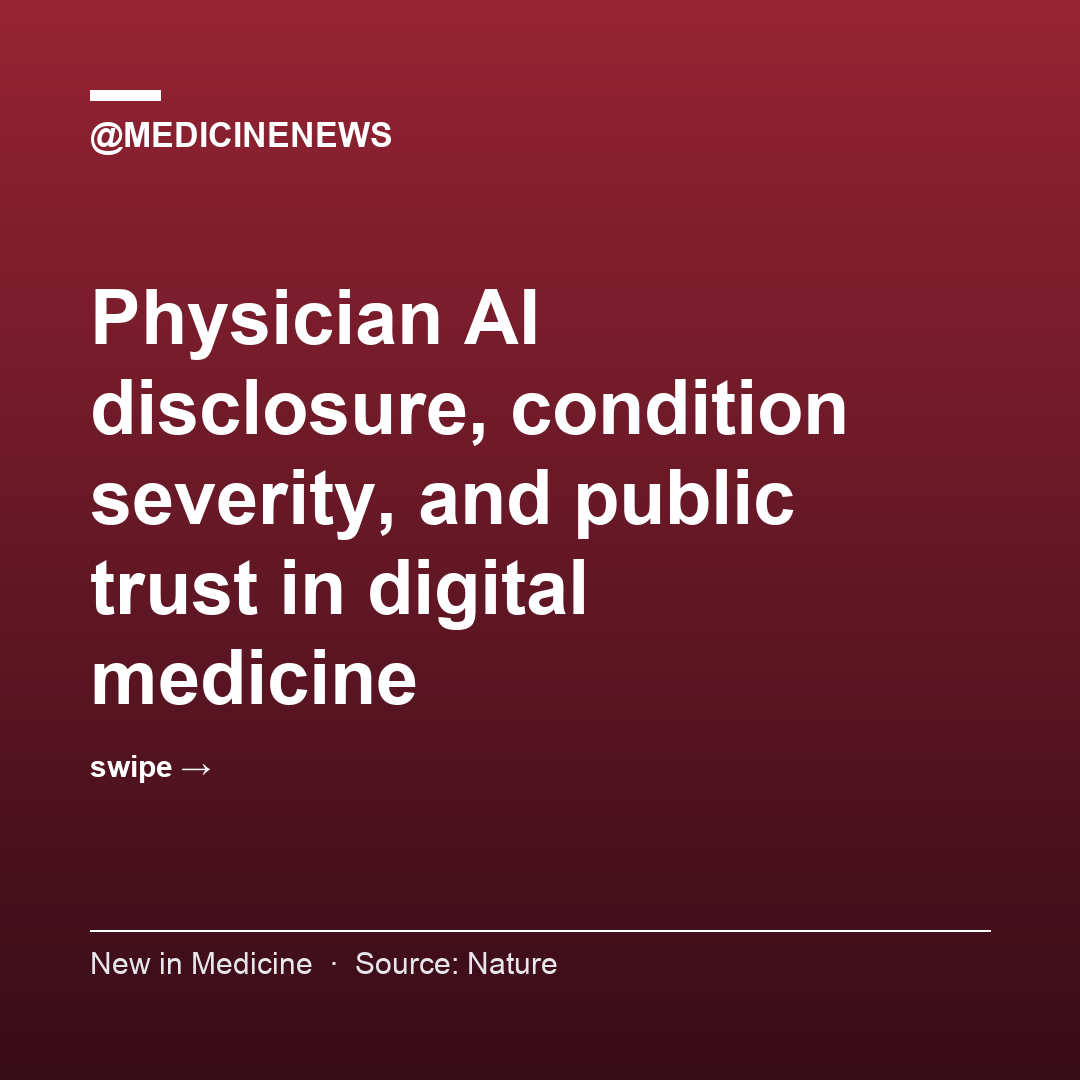 @MEDICINENEWS
Physician AI
disclosure, condition
severity, and public
trust in digital
medicine
swipe →
New in Medicine · Source: Nature